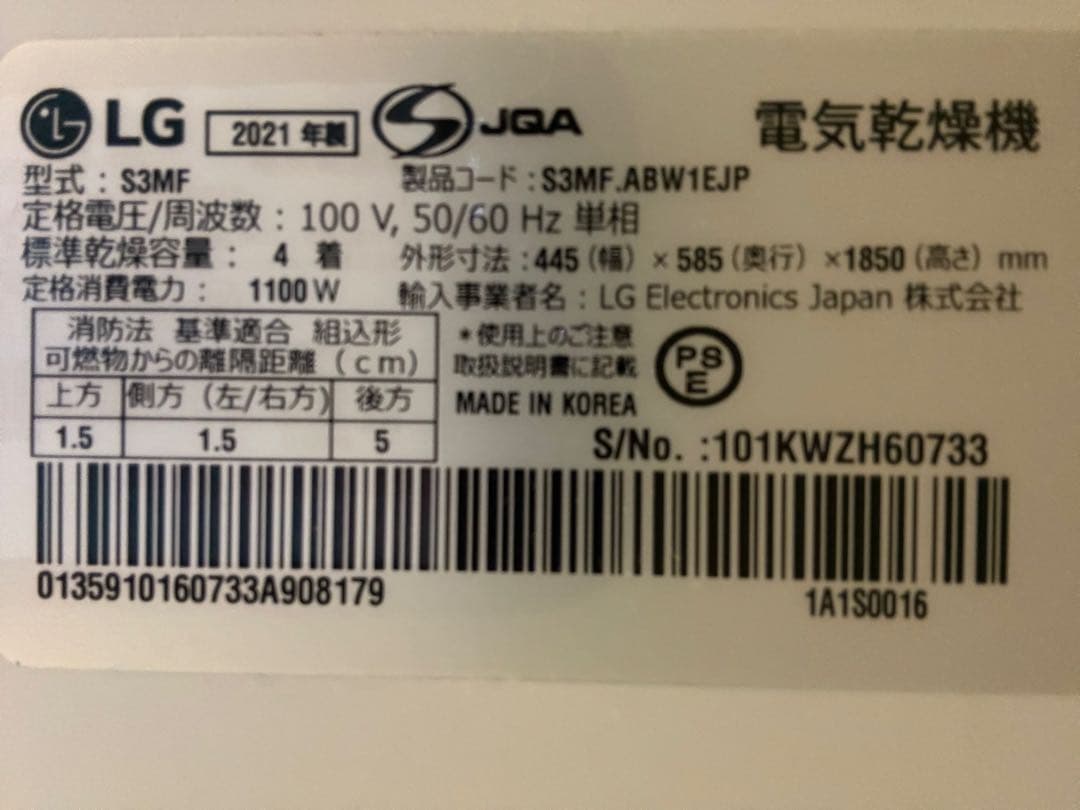 LG 2021 年製 JQA 電気乾燥機
型式 : S3MF 製品コード : S3MF.ABW1EJP
定格電圧/周波数 : 100 V, 50/60 Hz 単相
標準乾燥容量 : 4 着 外形寸法 : 445 (幅) × 585 (奥行) ×1850 (高さ) mm
定格消費電力 : 1100 W 輸入事業者名 : LG Electronics Japan 株式会社
消防法 基準適合 組込形
可燃物からの離隔距離 (cm)
上方 側方 (左/右方) 後方
1.5 1.5 5
*使用上のご注意
取扱説明書に記載
PS
E
MADE IN KOREA
S/No. :101KWZH60733
0135910160733A908179 1A1S0016